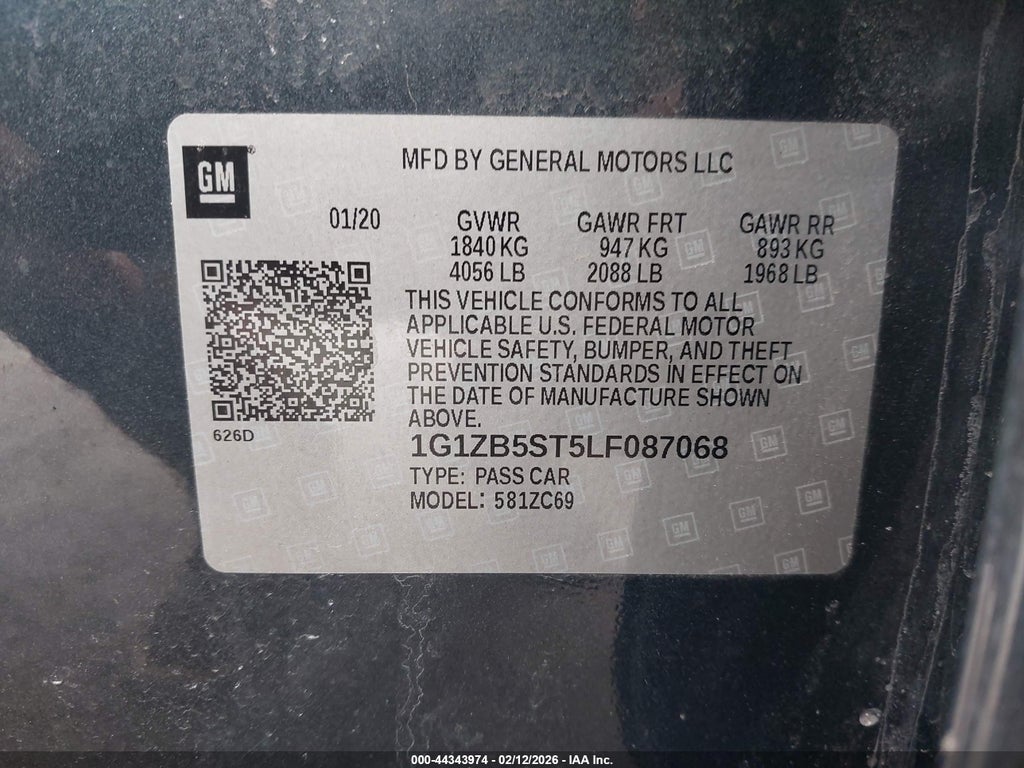 GM
MFD BY GENERAL MOTORS LLC
01/20 GVWR GAWR FRT GAWR RR
1840 KG 947 KG 893 KG
4056 LB 2088 LB 1968 LB
THIS VEHICLE CONFORMS TO ALL
APPLICABLE U.S. FEDERAL MOTOR
VEHICLE SAFETY, BUMPER, AND THEFT
PREVENTION STANDARDS IN EFFECT ON
THE DATE OF MANUFACTURE SHOWN
ABOVE.
626D
1G1ZB5ST5LF087068
TYPE: PASS CAR
MODEL: 581ZC69
000-44343974 - 02/12/2026 - IAA Inc.